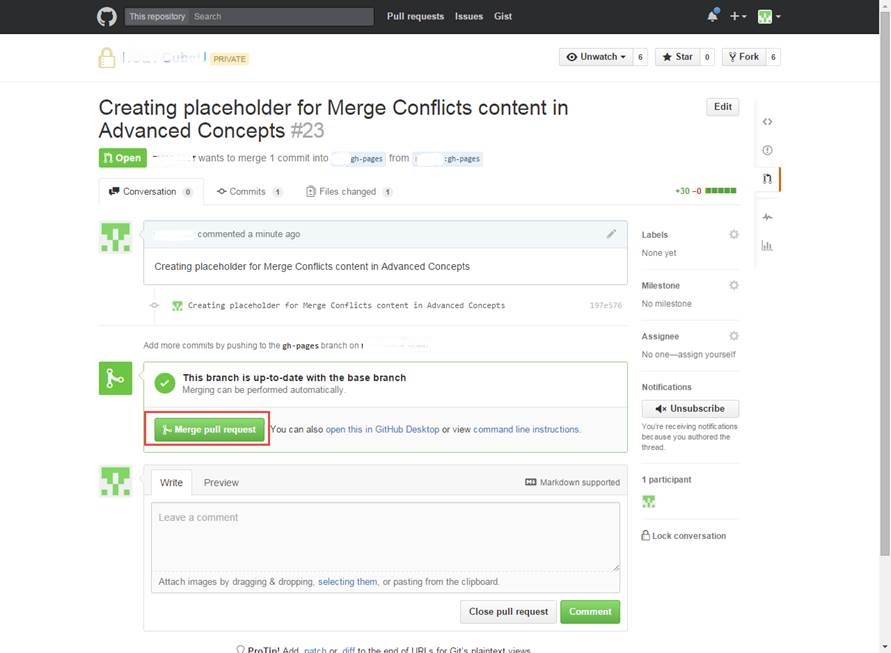 This repository Search
Pull requests Issues Gist
PRIVATE
Unwatch 6 Star 0 Fork 6
Creating placeholder for Merge Conflicts content in
Advanced Concepts #23
Edit
Open wants to merge 1 commit into gh-pages from :gh-pages
Conversation 0 Commits 1 Files changed 1
+30 −0
commented a minute ago
Creating placeholder for Merge Conflicts content in Advanced Concepts
Creating placeholder for Merge Conflicts content in Advanced Concepts 197e576
Add more commits by pushing to the gh-pages branch on
This branch is up-to-date with the base branch
Merging can be performed automatically.
Merge pull request You can also open this in GitHub Desktop or view command line instructions.
Write Preview Markdown supported
Leave a comment
Attach images by dragging & dropping, selecting them, or pasting from the clipboard.
Close pull request Comment
ProTip! Add .patch or .diff to the end of URLs for Git's plaintext views.
Labels
None yet
Milestone
No milestone
Assignee
No one—assign yourself
Notifications
Unsubscribe
You're receiving notifications
because you authored the
thread.
1 participant
Lock conversation